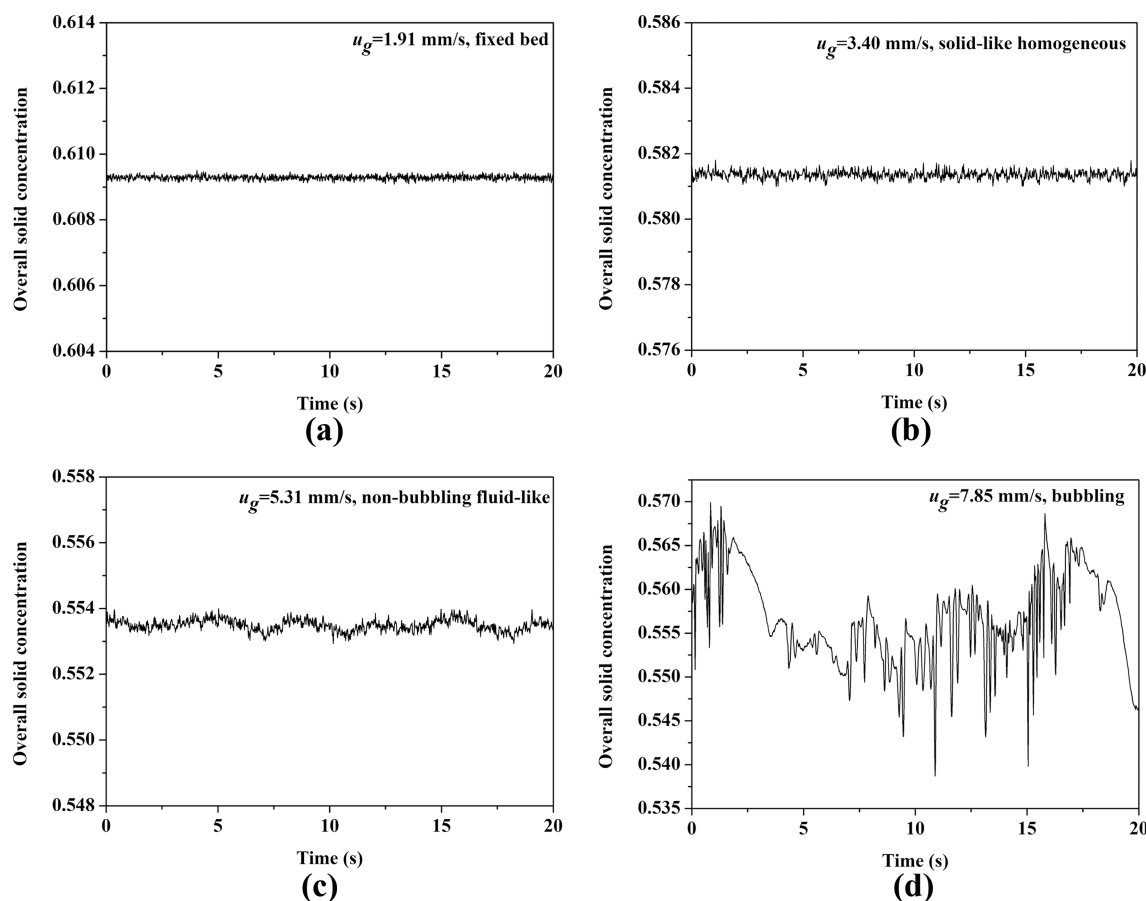 0.614
u_g=1.91 mm/s, fixed bed
0.612
0.610
0.608
0.606
0.604
0 5 10 15 20
Overall solid concentration
Time (s)
(a)
0.586
u_g=3.40 mm/s, solid-like homogeneous
0.584
0.582
0.580
0.578
0.576
0 5 10 15 20
Overall solid concentration
Time (s)
(b)
0.558
u_g=5.31 mm/s, non-bubbling fluid-like
0.556
0.554
0.552
0.550
0.548
0 5 10 15 20
Overall solid concentration
Time (s)
(c)
0.570
u_g=7.85 mm/s, bubbling
0.565
0.560
0.555
0.550
0.545
0.540
0.535
0 5 10 15 20
Overall solid concentration
Time (s)
(d)